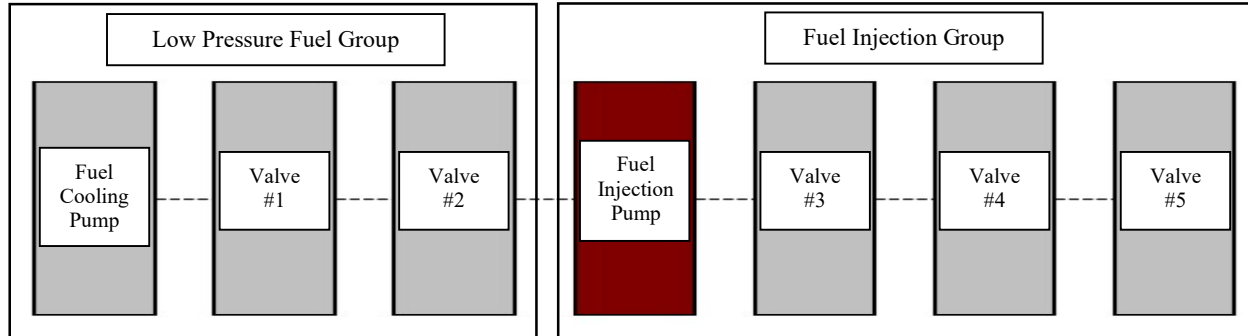 Low Pressure Fuel Group
Fuel Injection Group
Fuel
Cooling
Pump
Valve
#1
Valve
#2
Fuel
Injection
Pump
Valve
#3
Valve
#4
Valve
#5